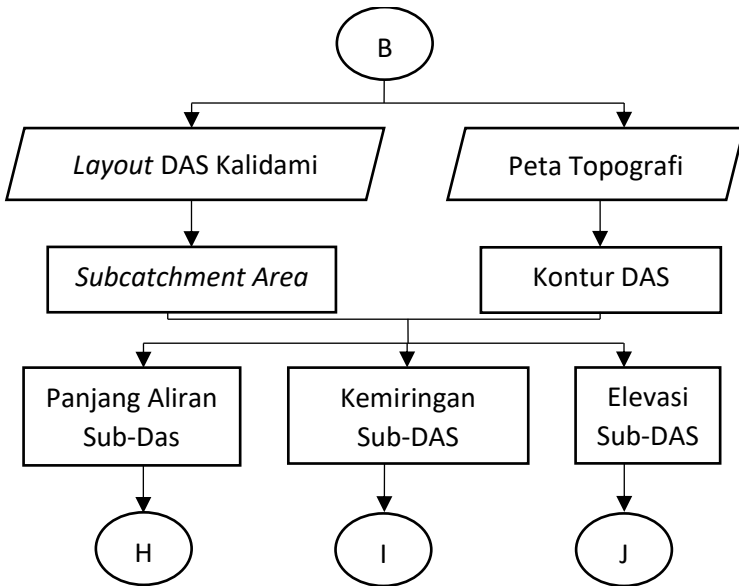 B
Layout DAS Kalidami
Peta Topografi
Subcatchment Area
Kontur DAS
Panjang Aliran
Sub-Das
Kemiringan
Sub-DAS
Elevasi
Sub-DAS
H
I
J